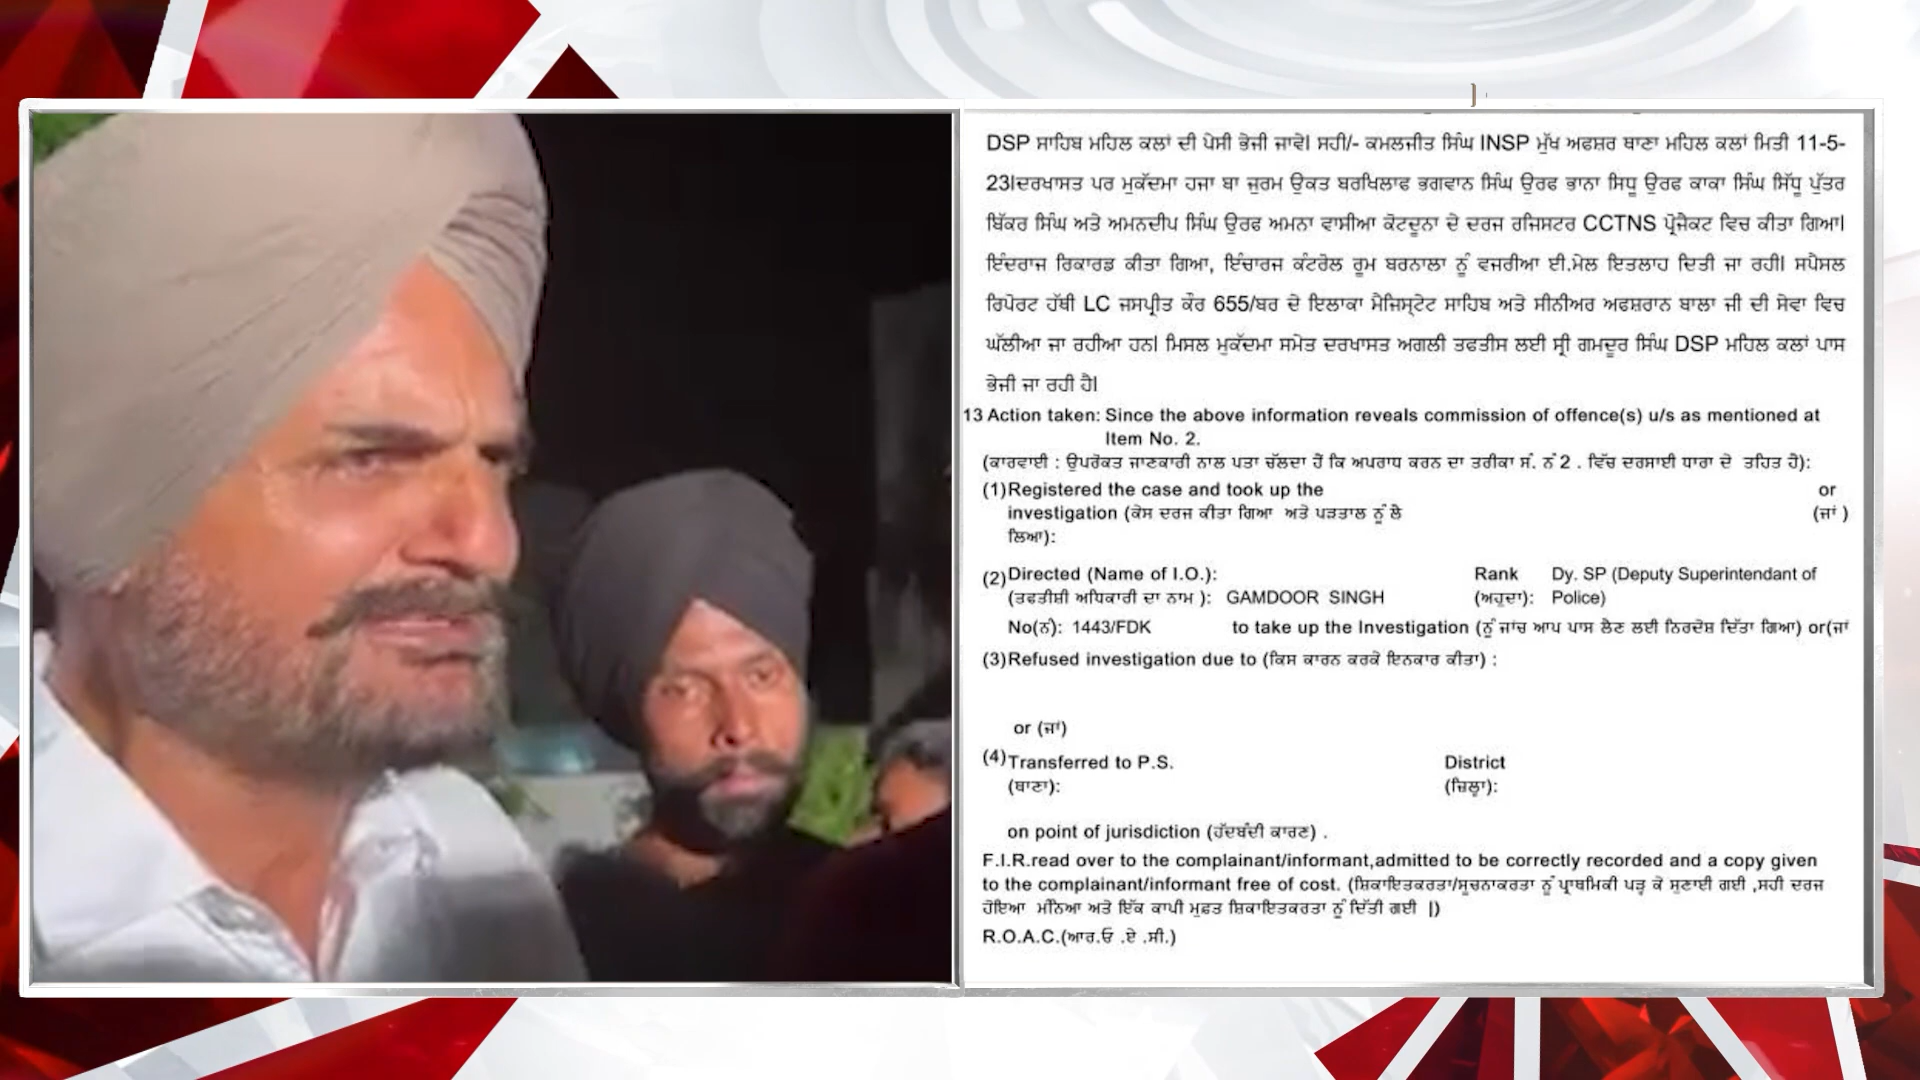 DSP ਸਾਹਿਬ ਮਹਿਲ ਕਲਾਂ ਦੀ ਪੇਸੀ ਭੇਜੀ ਜਾਵੇ। ਸਹੀ/- ਕਮਲਜੀਤ ਸਿੰਘ INSP ਮੁੱਖ ਅਫਸ਼ਰ ਥਾਣਾ ਮਹਿਲ ਕਲਾਂ ਮਿਤੀ 11-5-
23।ਦਰਖਾਸਤ ਪਰ ਮੁਕੱਦਮਾ ਹਜਾ ਬਾ ਜੁਰਮ ਉਕਤ ਬਰਖਿਲਾਫ ਭਗਵਾਨ ਸਿੰਘ ਉਰਫ ਭਾਨਾ ਸਿਧੂ ਉਰਫ ਕਾਕਾ ਸਿੰਘ ਸਿੱਧੂ ਪੁੱਤਰ
ਬਿੱਕਰ ਸਿੰਘ ਅਤੇ ਅਮਨਦੀਪ ਸਿੰਘ ਉਰਫ ਅਮਨਾ ਵਾਸੀਆ ਕੋਟਦੂਨਾ ਦੇ ਦਰਜ ਰਜਿਸਟਰ CCTNS ਪ੍ਰੋਜੈਕਟ ਵਿਚ ਕੀਤਾ ਗਿਆ।
ਇੰਦਰਾਜ ਰਿਕਾਰਡ ਕੀਤਾ ਗਿਆ, ਇੰਚਾਰਜ ਕੰਟਰੋਲ ਰੂਮ ਬਰਨਾਲਾ ਨੂੰ ਵਜਰੀਆ ਈ.ਮੇਲ ਇਤਲਾਹ ਦਿਤੀ ਜਾ ਰਹੀ। ਸਪੈਸਲ
ਰਿਪੋਰਟ ਹੱਥੀ LC ਜਸਪ੍ਰੀਤ ਕੌਰ 655/ਬਰ ਦੇ ਇਲਾਕਾ ਮੈਜਿਸ੍ਟੇਟ ਸਾਹਿਬ ਅਤੇ ਸੀਨੀਅਰ ਅਫਸ਼ਰਾਨ ਬਾਲਾ ਜੀ ਦੀ ਸੇਵਾ ਵਿਚ
ਘੱਲੀਆ ਜਾ ਰਹੀਆ ਹਨ। ਮਿਸਲ ਮੁਕੱਦਮਾ ਸਮੇਤ ਦਰਖਾਸਤ ਅਗਲੀ ਤਫਤੀਸ ਲਈ ਸ੍ਰੀ ਗਮਦੂਰ ਸਿੰਘ DSP ਮਹਿਲ ਕਲਾਂ ਪਾਸ
ਭੇਜੀ ਜਾ ਰਹੀ ਹੈ।
13 Action taken: Since the above information reveals commission of offence(s) u/s as mentioned at
Item No. 2.
(ਕਾਰਵਾਈ : ਉਪਰੋਕਤ ਜਾਣਕਾਰੀ ਨਾਲ ਪਤਾ ਚੱਲਦਾ ਹੈਂ ਕਿ ਅਪਰਾਧ ਕਰਨ ਦਾ ਤਰੀਕਾ ਸੰ. ਨੰ 2 . ਵਿੱਚ ਦਰਸਾਈ ਧਾਰਾ ਦੇ ਤਹਿਤ ਹੈ):
(1) Registered the case and took up the or
investigation (ਕੇਸ ਦਰਜ ਕੀਤਾ ਗਿਆ ਅਤੇ ਪੜਤਾਲ ਨੂੰ ਲੈ (ਜਾਂ )
ਲਿਆ):
(2) Directed (Name of I.O.): Rank Dy. SP (Deputy Superintendant of
(ਤਫਤੀਸ਼ੀ ਅਧਿਕਾਰੀ ਦਾ ਨਾਮ ): GAMDOOR SINGH (ਅਹੁਦਾ): Police)
No(ਨੰ): 1443/FDK to take up the Investigation (ਨੂੰ ਜਾਂਚ ਆਪ ਪਾਸ ਲੈਣ ਲਈ ਨਿਰਦੇਸ਼ ਦਿੱਤਾ ਗਿਆ) or(ਜਾਂ
(3) Refused investigation due to (ਕਿਸ ਕਾਰਨ ਕਰਕੇ ਇਨਕਾਰ ਕੀਤਾ) :
or (ਜਾਂ)
(4) Transferred to P.S. District
(ਥਾਣਾ): (ਜ਼ਿਲ੍ਹਾ):
on point of jurisdiction (ਹੱਦਬੰਦੀ ਕਾਰਣ) .
F.I.R.read over to the complainant/informant,admitted to be correctly recorded and a copy given
to the complainant/informant free of cost. (ਸ਼ਿਕਾਇਤਕਰਤਾ/ਸੂਚਨਾਕਰਤਾ ਨੂੰ ਪ੍ਰਾਥਮਿਕੀ ਪੜ੍ਹ ਕੇ ਸੁਣਾਈ ਗਈ ,ਸਹੀ ਦਰਜ
ਹੋਇਆ ਮੰਨਿਆ ਅਤੇ ਇੱਕ ਕਾਪੀ ਮੁਫ਼ਤ ਸ਼ਿਕਾਇਤਕਰਤਾ ਨੂੰ ਦਿੱਤੀ ਗਈ |)
R.O.A.C.(ਆਰ.ਓ .ਏ .ਸੀ.)